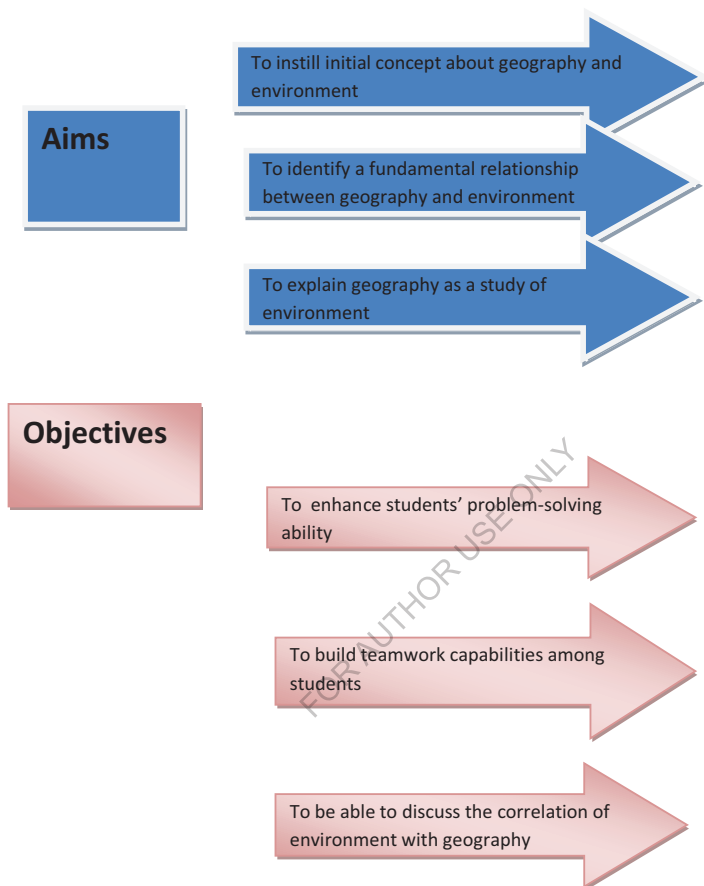 To instill initial concept about geography and
environment
Aims
To identify a fundamental relationship
between geography and environment
To explain geography as a study of
environment
Objectives
To enhance students’ problem-solving
ability
To build teamwork capabilities among
students
To be able to discuss the correlation of
environment with geography
FOR AUTHOR USE ONLY